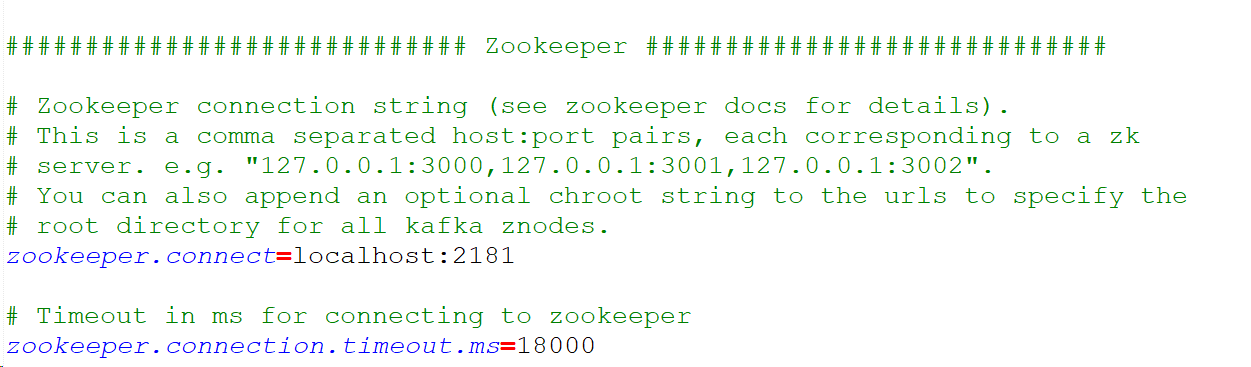 ############################# Zookeeper #############################
# Zookeeper connection string (see zookeeper docs for details).
# This is a comma separated host:port pairs, each corresponding to a zk
# server. e.g. "127.0.0.1:3000,127.0.0.1:3001,127.0.0.1:3002".
# You can also append an optional chroot string to the urls to specify the
# root directory for all kafka znodes.
zookeeper.connect=localhost:2181
# Timeout in ms for connecting to zookeeper
zookeeper.connection.timeout.ms=18000